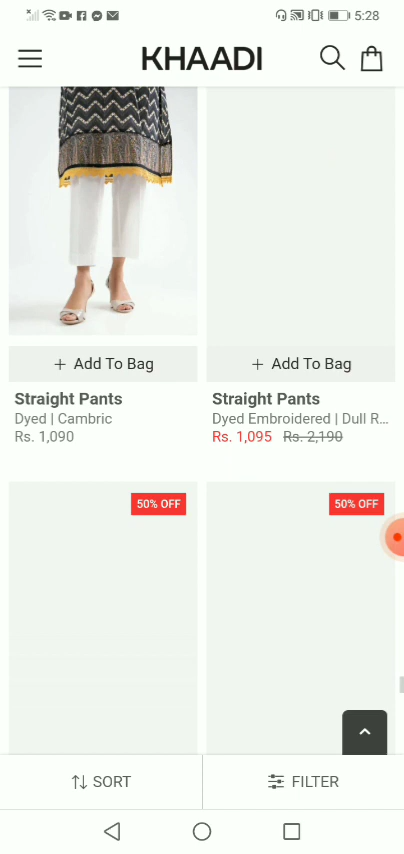 5:28
KHAADI
+ Add To Bag
+ Add To Bag
Straight Pants
Straight Pants
Dyed | Cambric
Dyed Embroidered | Dull R...
Rs. 1,090
Rs. 1,095 Rs. 2,190
50% OFF
50% OFF
SORT
FILTER